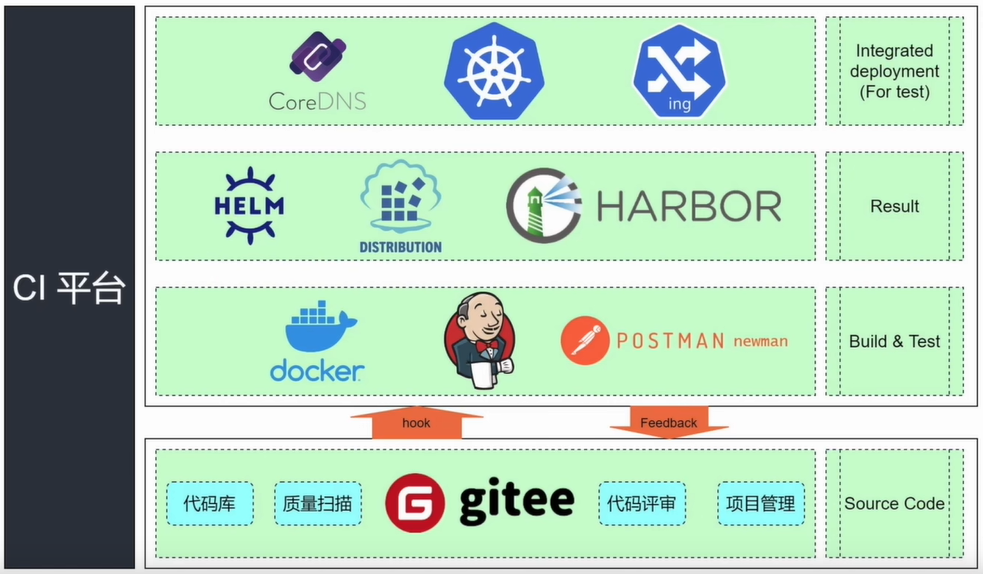 CI 平台
CoreDNS
ing
Integrated
deployment
(For test)
HELM
DISTRIBUTION
HARBOR
Result
docker
POSTMAN newman
Build & Test
hook
Feedback
代码库
质量扫描
G gitee
代码评审
项目管理
Source Code